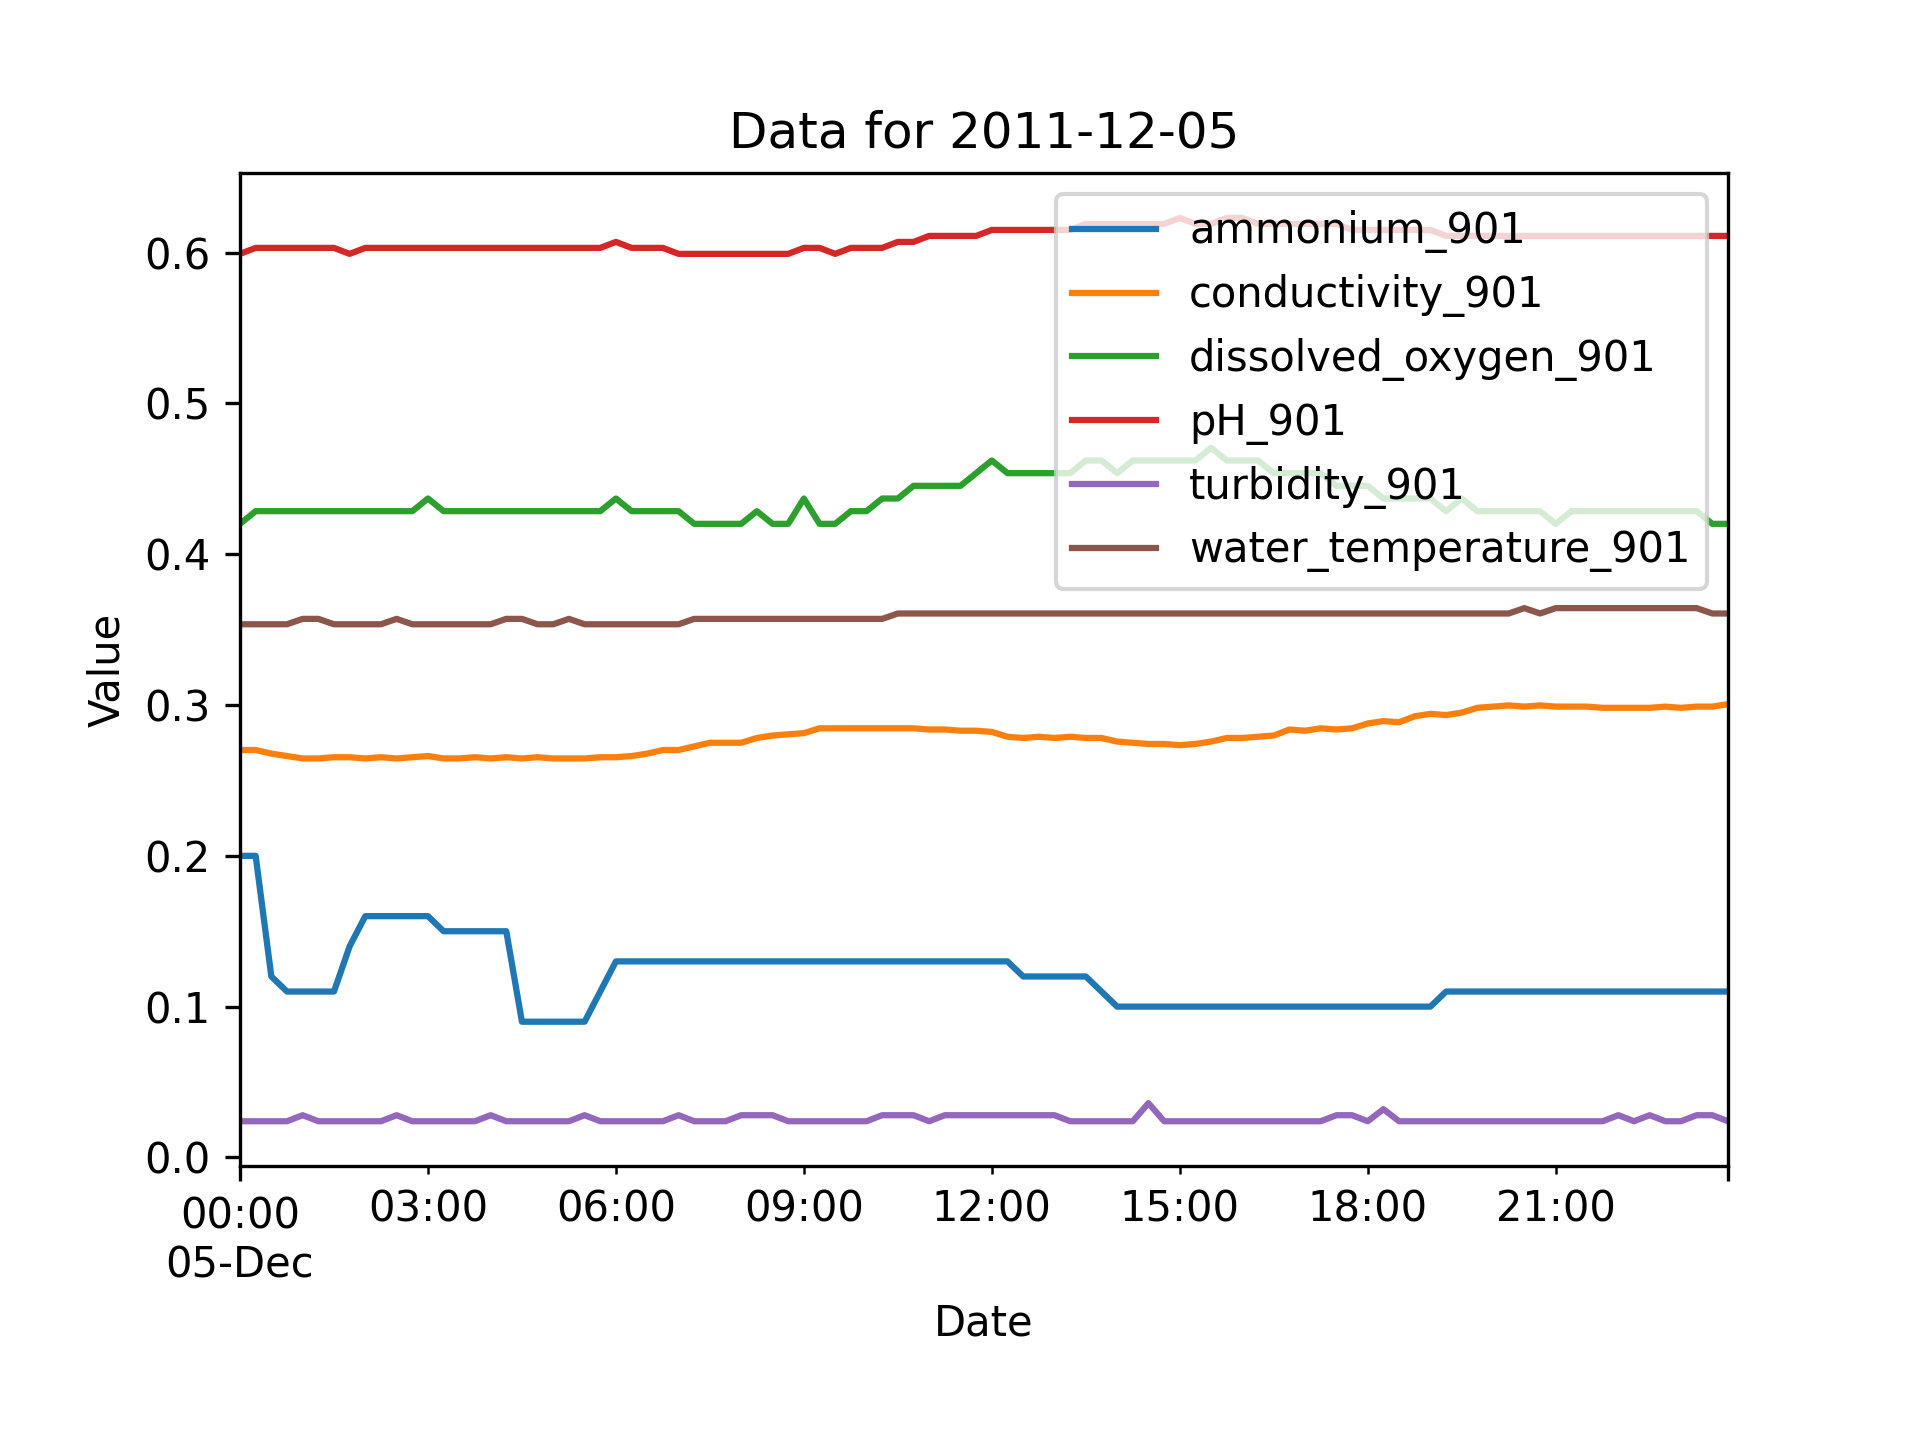 Data for 2011-12-05
ammonium_901
conductivity_901
dissolved_oxygen_901
pH_901
turbidity_901
water_temperature_901
Value
0.6
0.5
0.4
0.3
0.2
0.1
0.0
00:00 03:00 06:00 09:00 12:00 15:00 18:00 21:00
05-Dec
Date